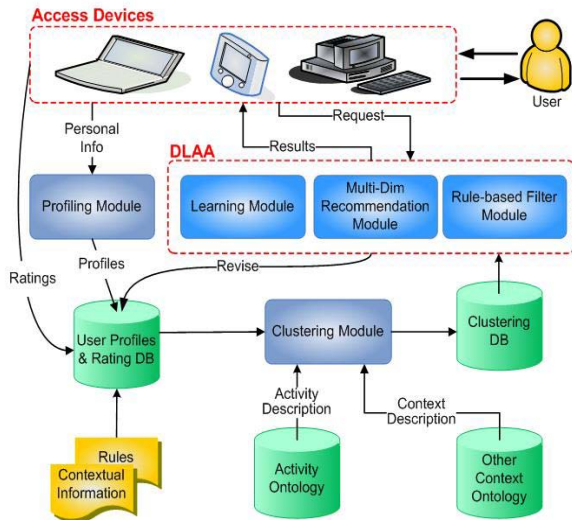 Access Devices
User
Personal
Info
Request
Results
DLAA
Profiling Module
Learning Module
Multi-Dim
Recommendation
Module
Rule-based Filter
Module
Ratings
Profiles
Revise
User Profiles
& Rating DB
Clustering Module
Clustering
DB
Activity
Description
Context
Description
Rules
Contextual
Information
Activity
Ontology
Other
Context
Ontology